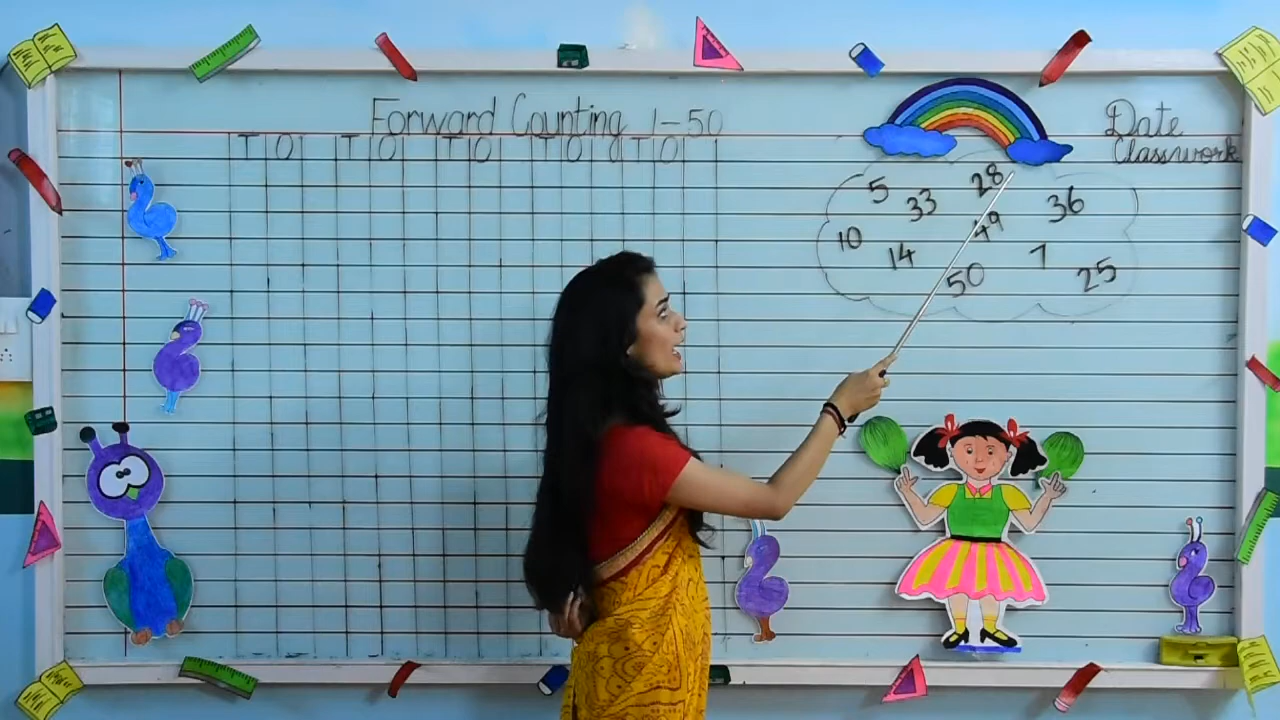 Forward Counting 1-50
Date
Classwork
T O T O T O T O T O
28
5 33 36
49
10 14 7
50 25